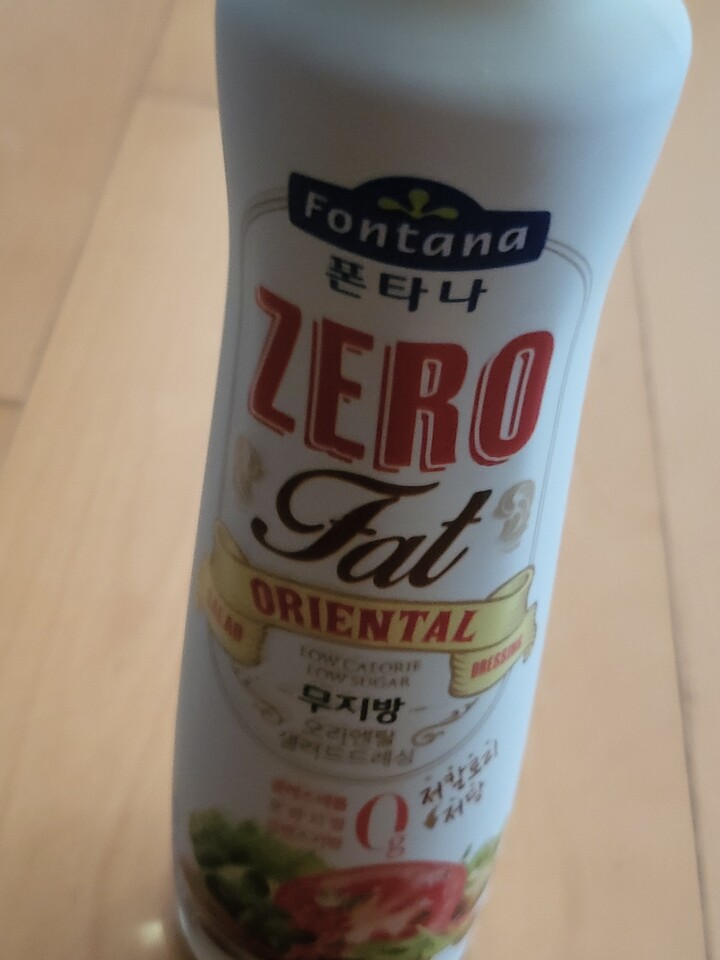 Fontana
폰타나
ZERO
Fat
SALAD ORIENTAL DRESSING
LOW CALORIE
LOW SUGAR
무지방
오리엔탈
샐러드드레싱
저칼로리
저당
0g